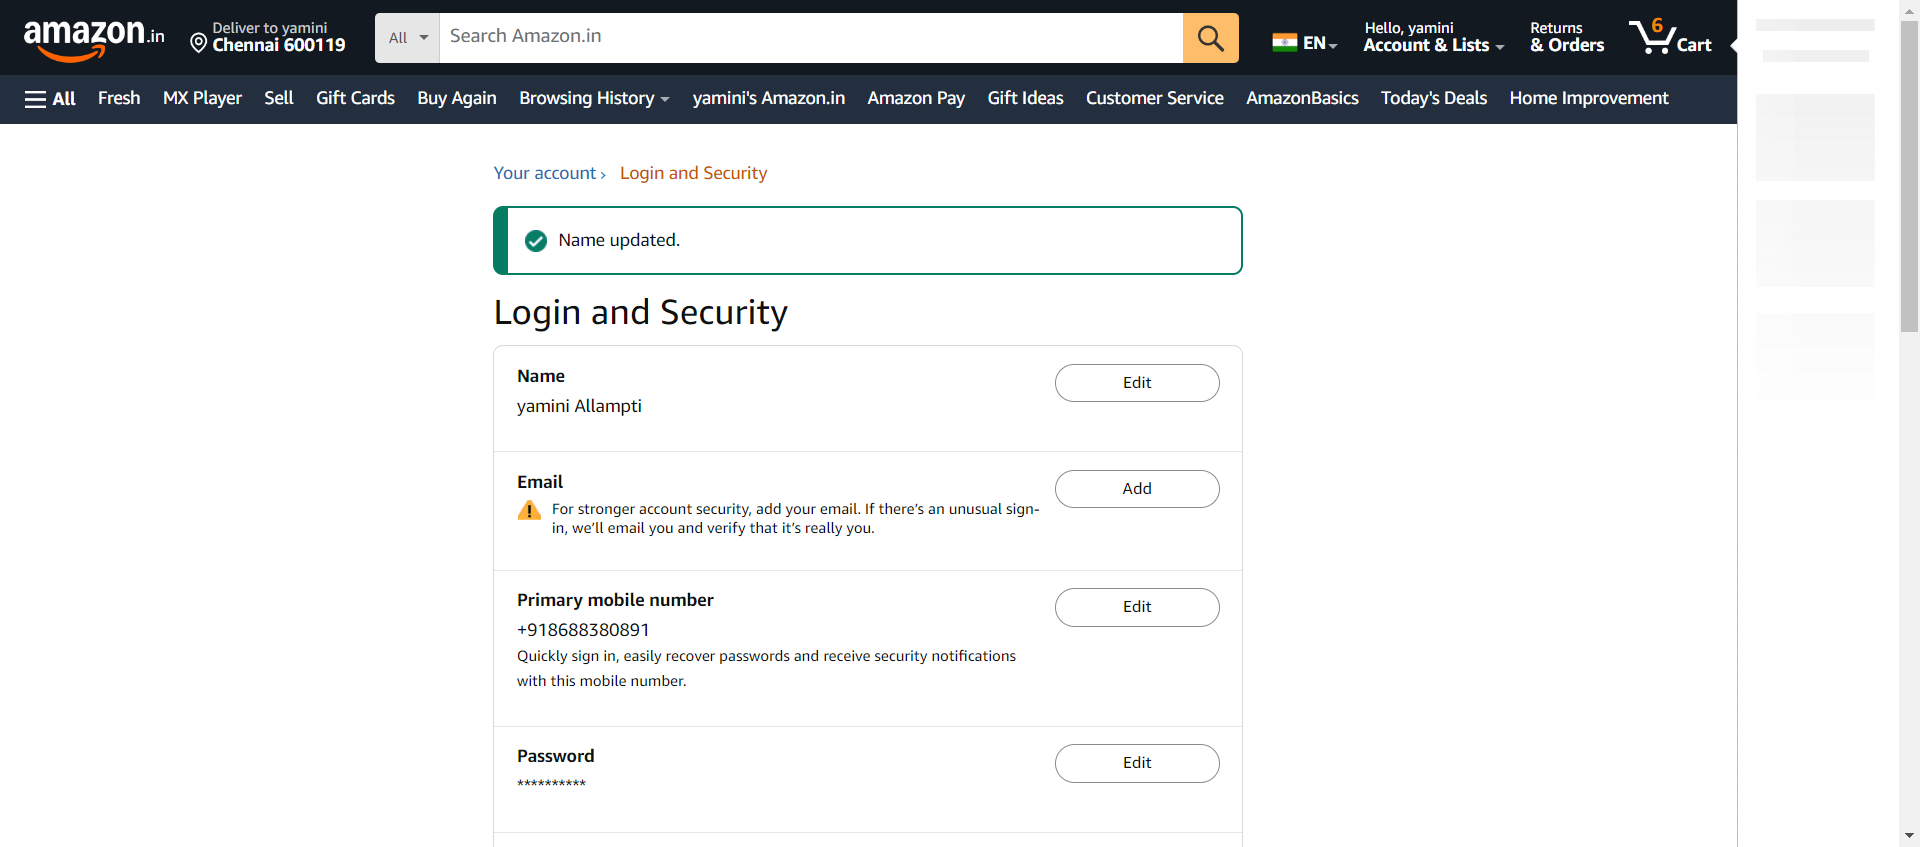 amazon.in
Deliver to yamini
Chennai 600119
All
Search Amazon.in
EN
Hello, yamini
Account & Lists
Returns
& Orders
6
Cart
All Fresh MX Player Sell Gift Cards Buy Again Browsing History yamini's Amazon.in Amazon Pay Gift Ideas Customer Service AmazonBasics Today's Deals Home Improvement
Your account › Login and Security
Name updated.
Login and Security
Name
yamini Allampti
Edit
Email
For stronger account security, add your email. If there’s an unusual sign-
in, we’ll email you and verify that it’s really you.
Add
Primary mobile number
+918688380891
Quickly sign in, easily recover passwords and receive security notifications
with this mobile number.
Edit
Password
**********
Edit